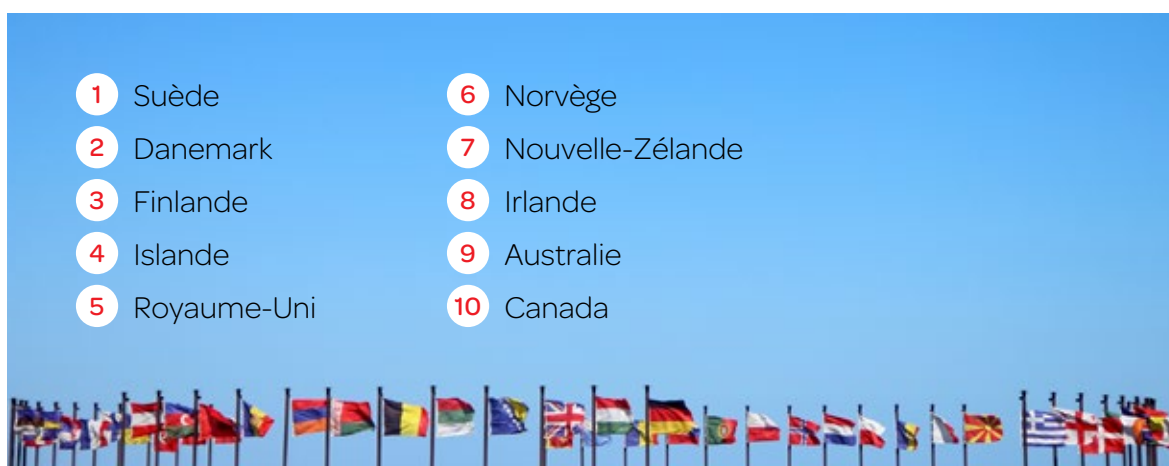 1 Suède
2 Danemark
3 Finlande
4 Islande
5 Royaume-Uni
6 Norvège
7 Nouvelle-Zélande
8 Irlande
9 Australie
10 Canada